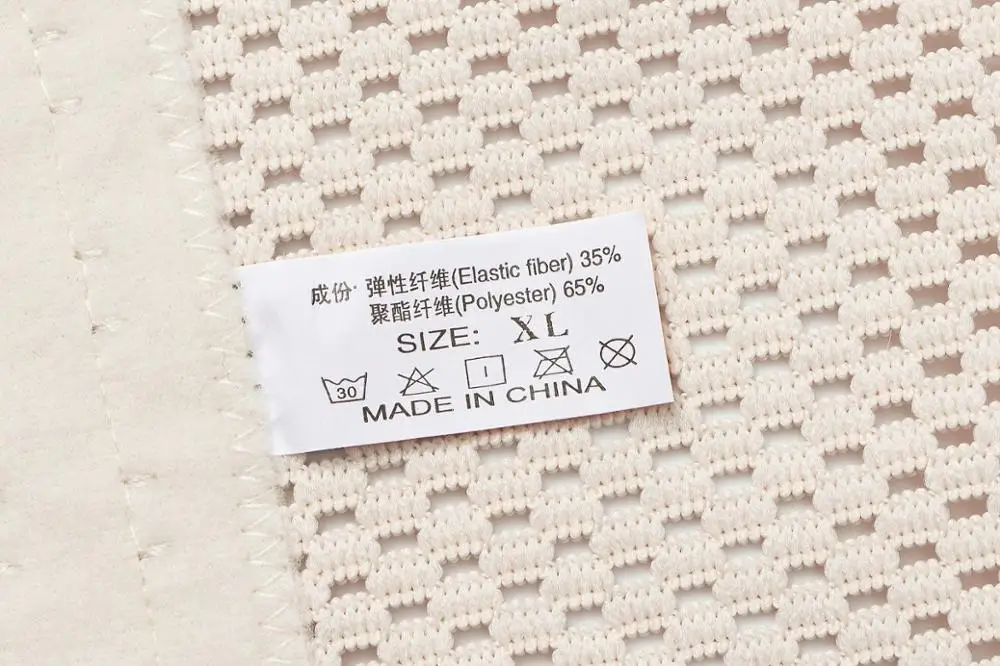 成份: 弹性纤维(Elastic fiber) 35%
聚酯纤维(Polyester) 65%
SIZE: XL
30
MADE IN CHINA